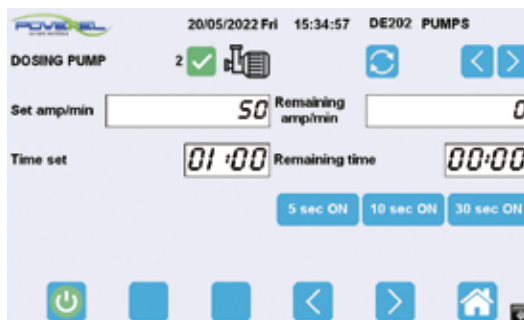 POVEREL
20/05/2022 Fri 15:34:57 DE202 PUMPS
DOSING PUMP 2
Set amp/min 50 Remaining amp/min 0
Time set 01:00 Remaining time 00:00
5 sec ON 10 sec ON 30 sec ON